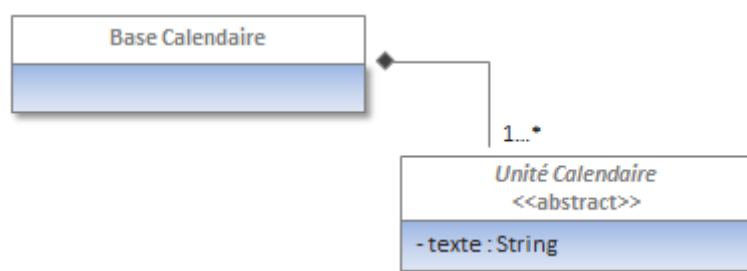 Base Calendaire
1...*
Unité Calendaire
<<abstract>>
- texte : String